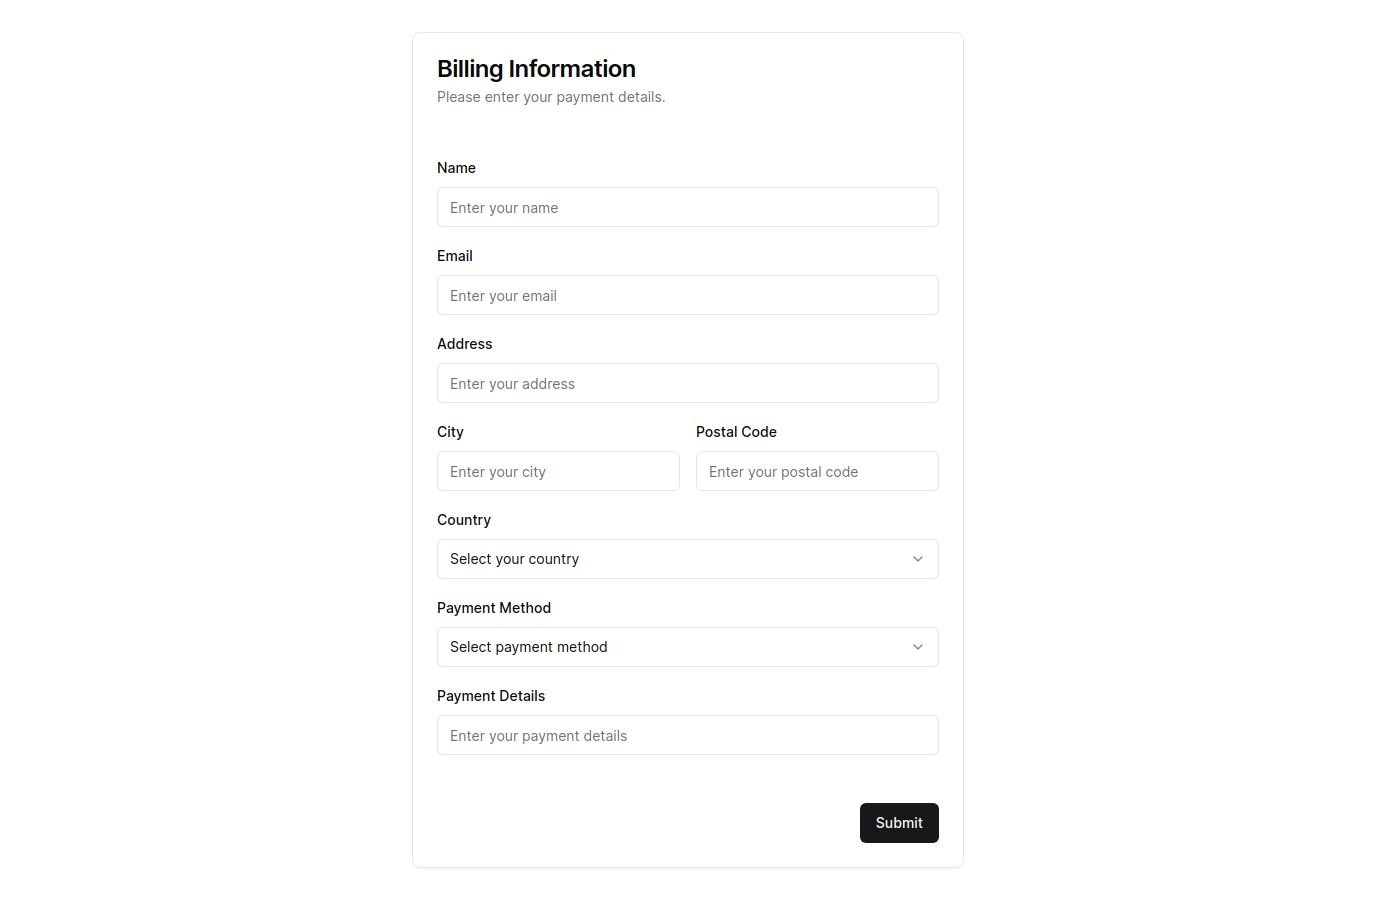 Billing Information
Please enter your payment details.
Name
Enter your name
Email
Enter your email
Address
Enter your address
City
Enter your city
Postal Code
Enter your postal code
Country
Select your country
Payment Method
Select payment method
Payment Details
Enter your payment details
Submit